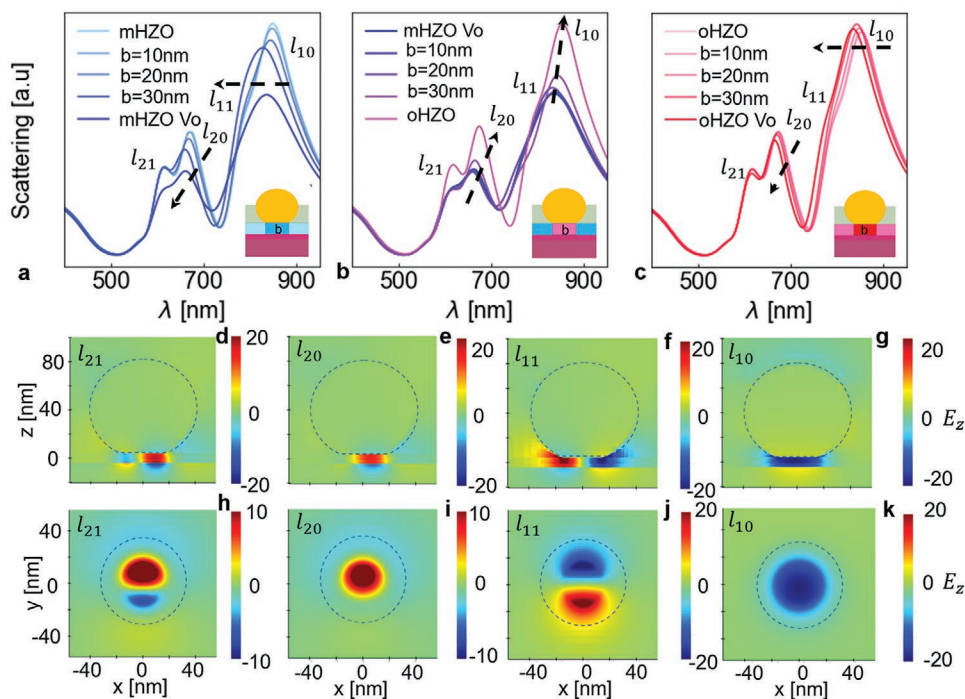 Scattering [a.u]
mHZO
b=10nm
b=20nm
b=30nm
mHZO Vo
l10
l11
l20
l21
b
a
500
700
900
λ [nm]
mHZO Vo
b=10nm
b=20nm
b=30nm
oHZO
l10
l11
l20
l21
b
b
500
700
900
λ [nm]
oHZO
b=10nm
b=20nm
b=30nm
oHZO Vo
l10
l11
l20
l21
b
c
500
700
900
λ [nm]
z [nm]
80
40
0
l21
d
20
0
-20
l20
e
20
0
-20
l11
f
20
0
-20
l10
g
20
0
-20
Ez
y [nm]
40
0
-40
l21
h
10
0
-10
-40
0
40
x [nm]
l20
i
10
0
-10
-40
0
40
x [nm]
l11
j
20
0
-20
-40
0
40
x [nm]
l10
k
20
0
-20
Ez
-40
0
40
x [nm]